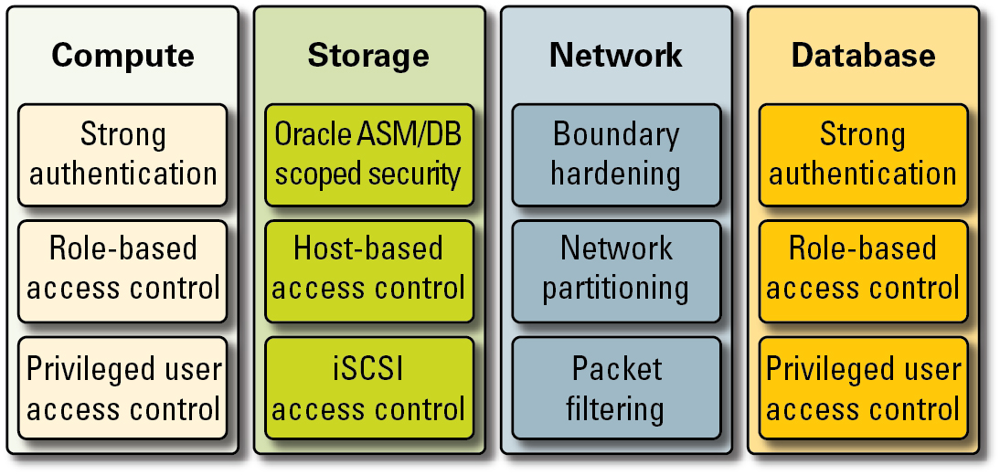 Compute
Strong
authentication
Role-based
access control
Privileged user
access control
Storage
Oracle ASM/DB
scoped security
Host-based
access control
iSCSI
access control
Network
Boundary
hardening
Network
partitioning
Packet
filtering
Database
Strong
authentication
Role-based
access control
Privileged user
access control